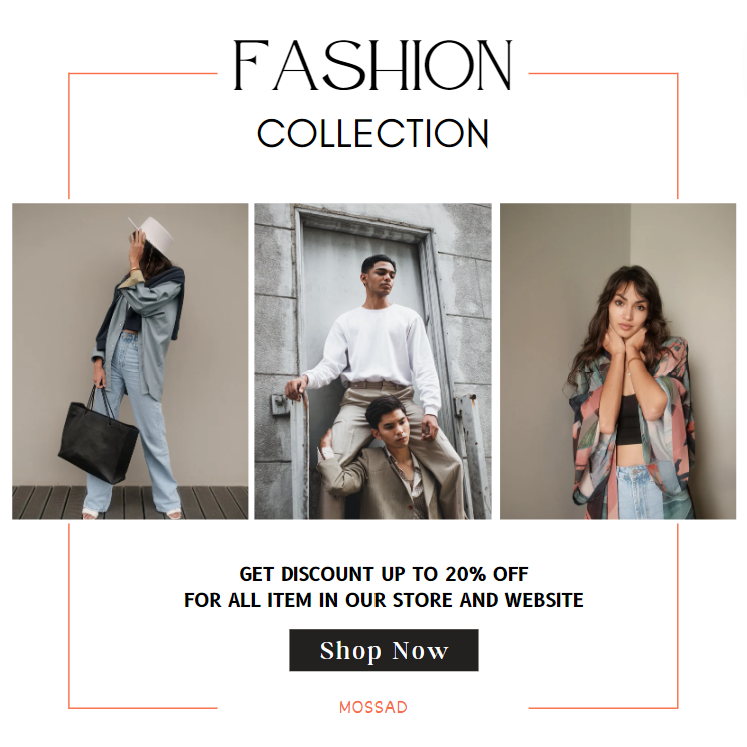 FASHION
COLLECTION
GET DISCOUNT UP TO 20% OFF
FOR ALL ITEM IN OUR STORE AND WEBSITE
Shop Now
MOSSAD